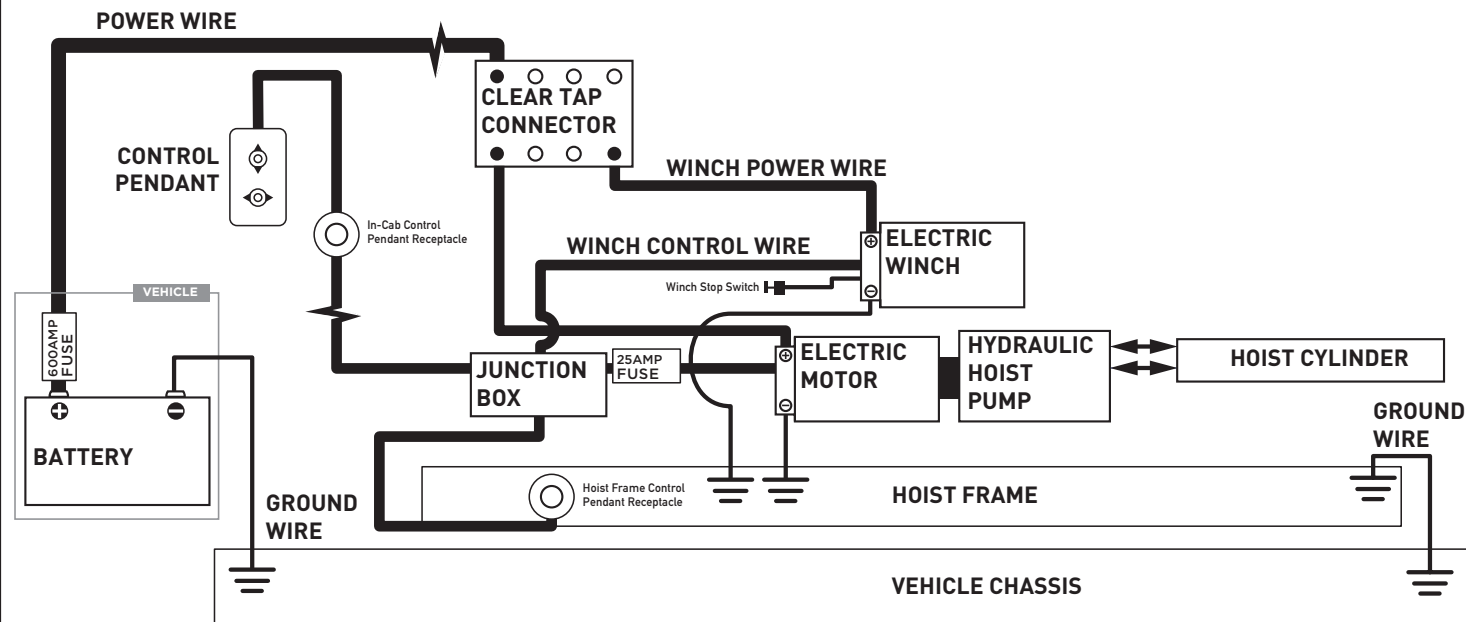 POWER WIRE
CLEAR TAP
CONNECTOR
CONTROL
PENDANT
WINCH POWER WIRE
In-Cab Control
Pendant Receptacle
WINCH CONTROL WIRE
ELECTRIC
WINCH
Winch Stop Switch
VEHICLE
600AMP
FUSE
JUNCTION
BOX
25AMP
FUSE
ELECTRIC
MOTOR
HYDRAULIC
HOIST
PUMP
HOIST CYLINDER
GROUND
WIRE
BATTERY
GROUND
WIRE
Hoist Frame Control
Pendant Receptacle
HOIST FRAME
VEHICLE CHASSIS